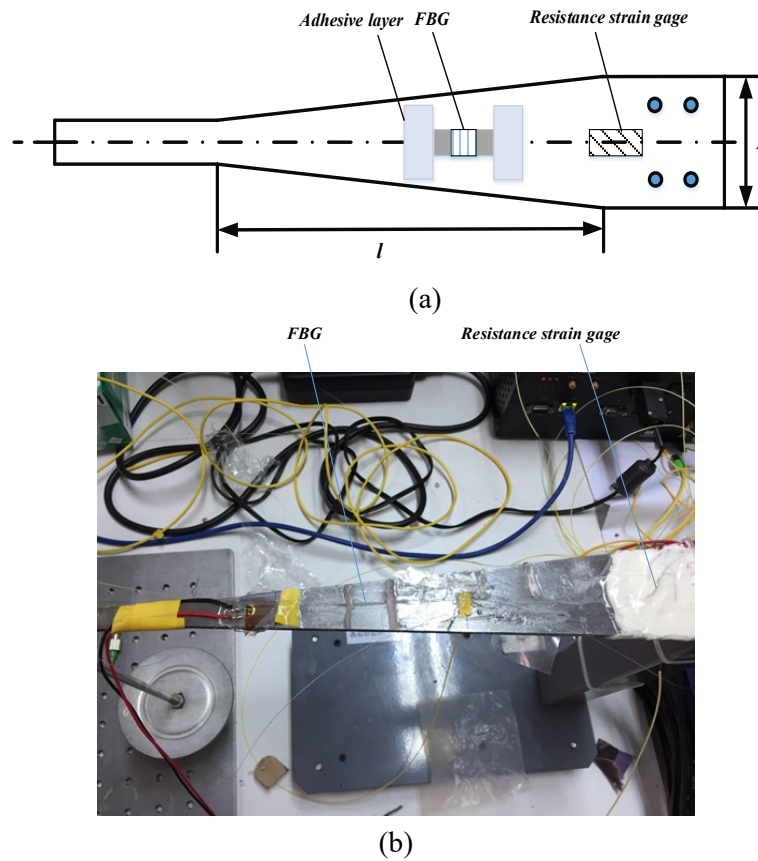 Adhesive layer FBG Resistance strain gage
l
(a)
FBG Resistance strain gage
(b)